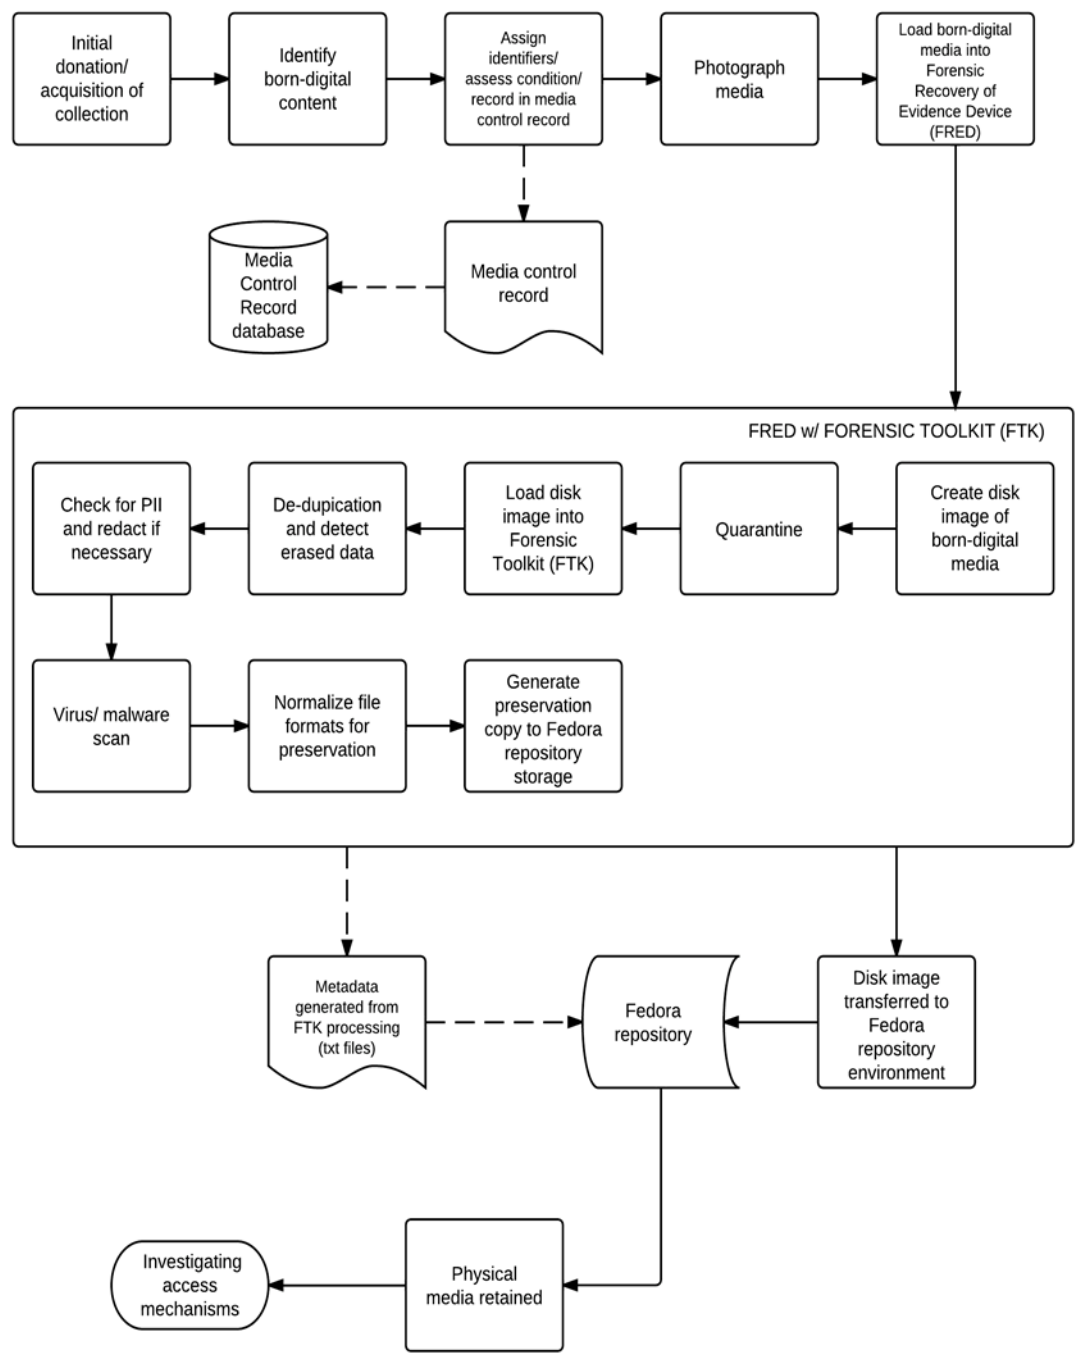 Initial
donation/
acquisition of
collection
Identify
born-digital
content
Assign
identifiers/
assess condition/
record in media
control record
Photograph
media
Load born-digital
media into
Forensic
Recovery of
Evidence Device
(FRED)
Media
Control
Record
database
Media control
record
FRED w/ FORENSIC TOOLKIT (FTK)
Check for PII
and redact if
necessary
De-dupication
and detect
erased data
Load disk
image into
Forensic
Toolkit (FTK)
Quarantine
Create disk
image of
born-digital
media
Virus/ malware
scan
Normalize file
formats for
preservation
Generate
preservation
copy to Fedora
repository
storage
Metadata
generated from
FTK processing
(txt files)
Fedora
repository
Disk image
transferred to
Fedora
repository
environment
Investigating
access
mechanisms
Physical
media retained